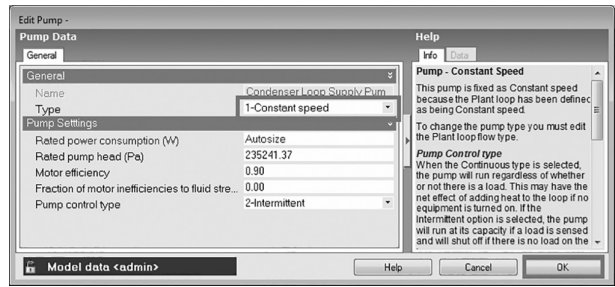 Edit Pump -
Pump Data
General
General
Name Condenser Loop Supply Pum
Type 1-Constant speed
Pump Setttings
Rated power consumption (W) Autosize
Rated pump head (Pa) 235241.37
Motor efficiency 0.90
Fraction of motor inefficiencies to fluid stre... 0.00
Pump control type 2-Intermittent
Help
Info Data
Pump - Constant Speed
This pump is fixed as Constant speed
because the Plant loop has been definec
as being Constant speed.
To change the pump type you must edit
the Plant loop flow type.
Pump Control type
When the Continuous type is selected,
the pump will run regardless of whether
or not there is a load. This may have the
net effect of adding heat to the loop if no
equipment is turned on. If the
Intermittent option is selected, the pump
will run at its capacity if a load is sensed
and will shut off if there is no load on the
Model data <admin>
Help Cancel OK